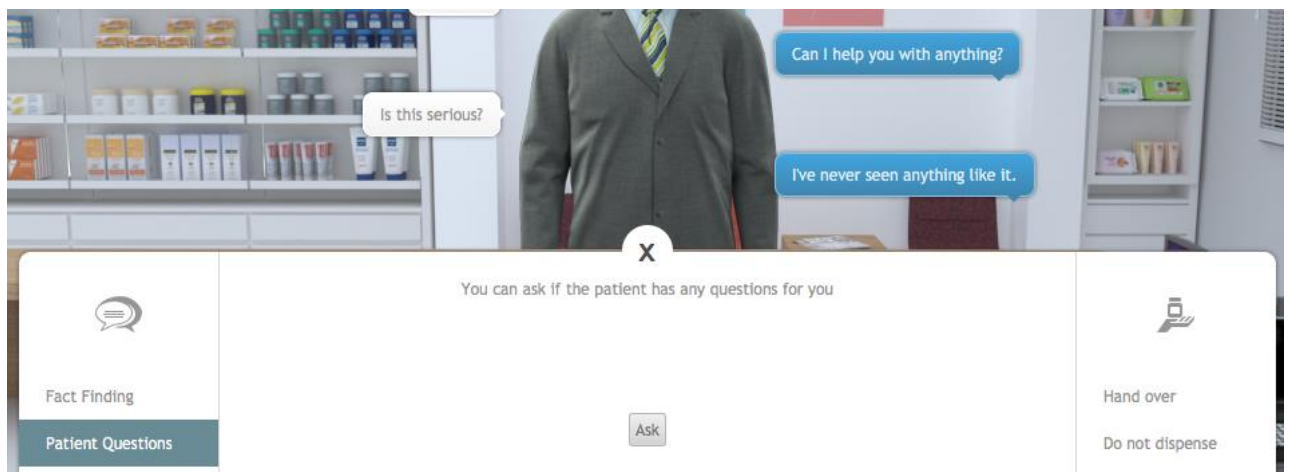 Can I help you with anything?
Is this serious?
I've never seen anything like it.
X
You can ask if the patient has any questions for you
Fact Finding
Patient Questions
Ask
Hand over
Do not dispense